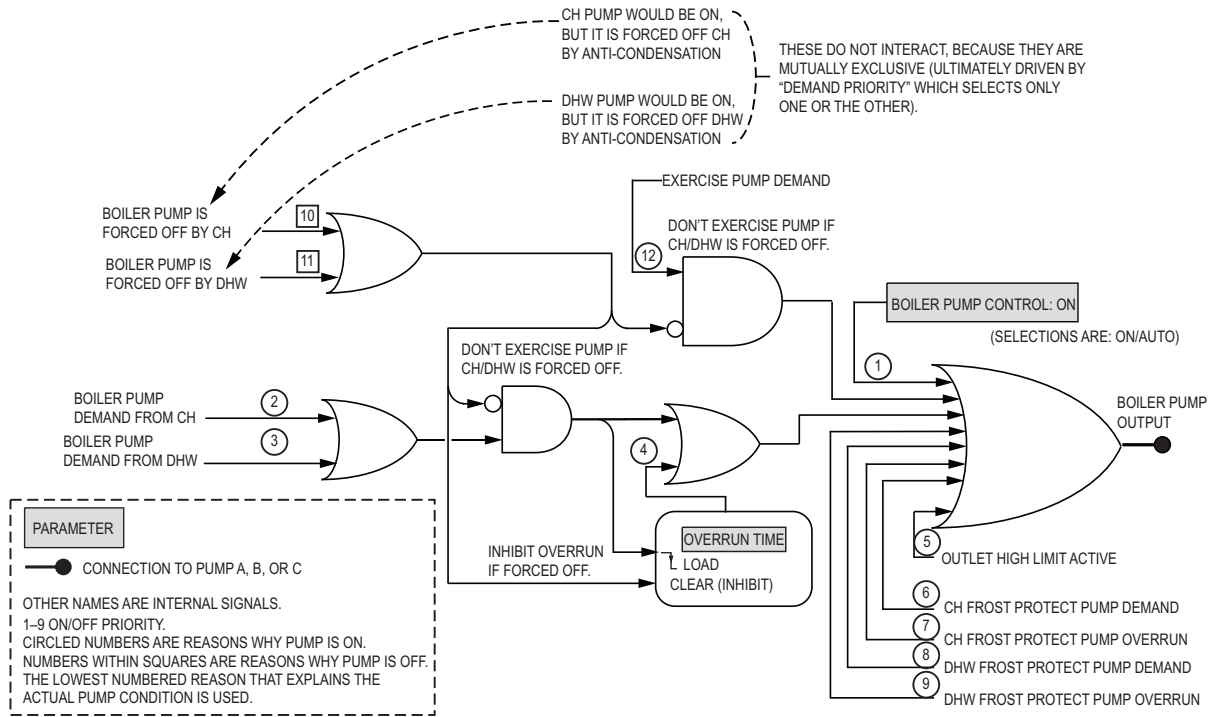 CH PUMP WOULD BE ON,
BUT IT IS FORCED OFF CH
BY ANTI-CONDENSATION
THESE DO NOT INTERACT, BECAUSE THEY ARE
MUTUALLY EXCLUSIVE (ULTIMATELY DRIVEN BY
“DEMAND PRIORITY” WHICH SELECTS ONLY
ONE OR THE OTHER).
DHW PUMP WOULD BE ON,
BUT IT IS FORCED OFF DHW
BY ANTI-CONDENSATION
EXERCISE PUMP DEMAND
BOILER PUMP IS
FORCED OFF BY CH
10
BOILER PUMP IS
FORCED OFF BY DHW
11
DON’T EXERCISE PUMP IF
CH/DHW IS FORCED OFF.
12
BOILER PUMP CONTROL: ON
(SELECTIONS ARE: ON/AUTO)
1
DON’T EXERCISE PUMP IF
CH/DHW IS FORCED OFF.
BOILER PUMP
DEMAND FROM CH
2
BOILER PUMP
DEMAND FROM DHW
3
4
BOILER PUMP
OUTPUT
OVERRUN TIME
LOAD
CLEAR (INHIBIT)
INHIBIT OVERRUN
IF FORCED OFF.
5
OUTLET HIGH LIMIT ACTIVE
6
CH FROST PROTECT PUMP DEMAND
7
CH FROST PROTECT PUMP OVERRUN
8
DHW FROST PROTECT PUMP DEMAND
9
DHW FROST PROTECT PUMP OVERRUN
PARAMETER
CONNECTION TO PUMP A, B, OR C
OTHER NAMES ARE INTERNAL SIGNALS.
1–9 ON/OFF PRIORITY.
CIRCLED NUMBERS ARE REASONS WHY PUMP IS ON.
NUMBERS WITHIN SQUARES ARE REASONS WHY PUMP IS OFF.
THE LOWEST NUMBERED REASON THAT EXPLAINS THE
ACTUAL PUMP CONDITION IS USED.